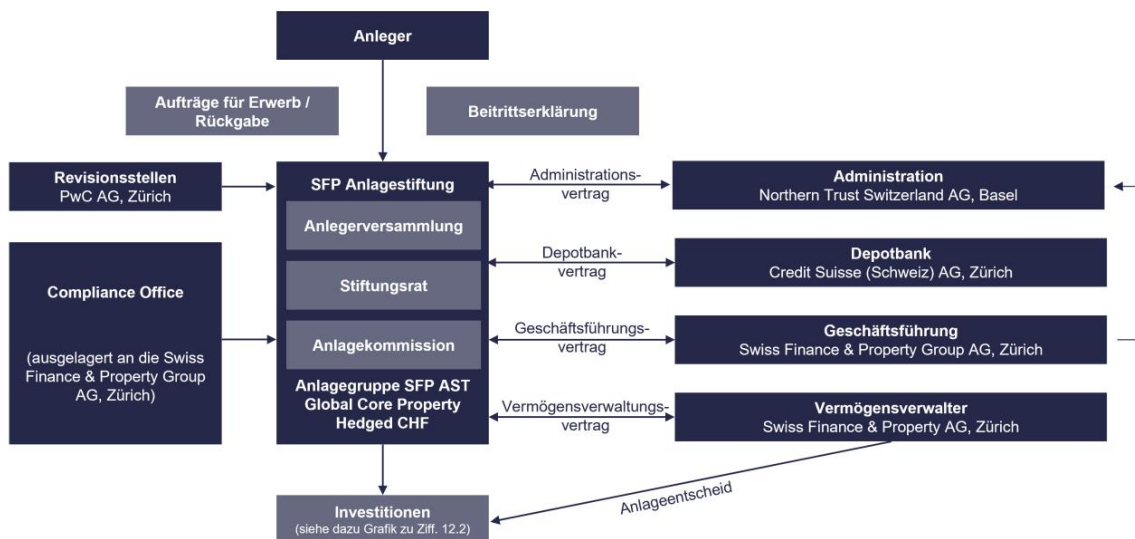 Anleger
Aufträge für Erwerb /
Rückgabe
Beitrittserklärung
Revisionsstellen
PwC AG, Zürich
SFP Anlagestiftung
Administrations-
vertrag
Administration
Northern Trust Switzerland AG, Basel
Anlegerversammlung
Compliance Office
(ausgelagert an die Swiss
Finance & Property Group
AG, Zürich)
Stiftungsrat
Depotbank-
vertrag
Depotbank
Credit Suisse (Schweiz) AG, Zürich
Anlagekommission
Geschäftsführungs-
vertrag
Geschäftsführung
Swiss Finance & Property Group AG, Zürich
Anlagegruppe SFP AST
Global Core Property
Hedged CHF
Vermögensverwaltungs-
vertrag
Vermögensverwalter
Swiss Finance & Property AG, Zürich
Anlageentscheid
Investitionen
(siehe dazu Grafik zu Ziff. 12.2)